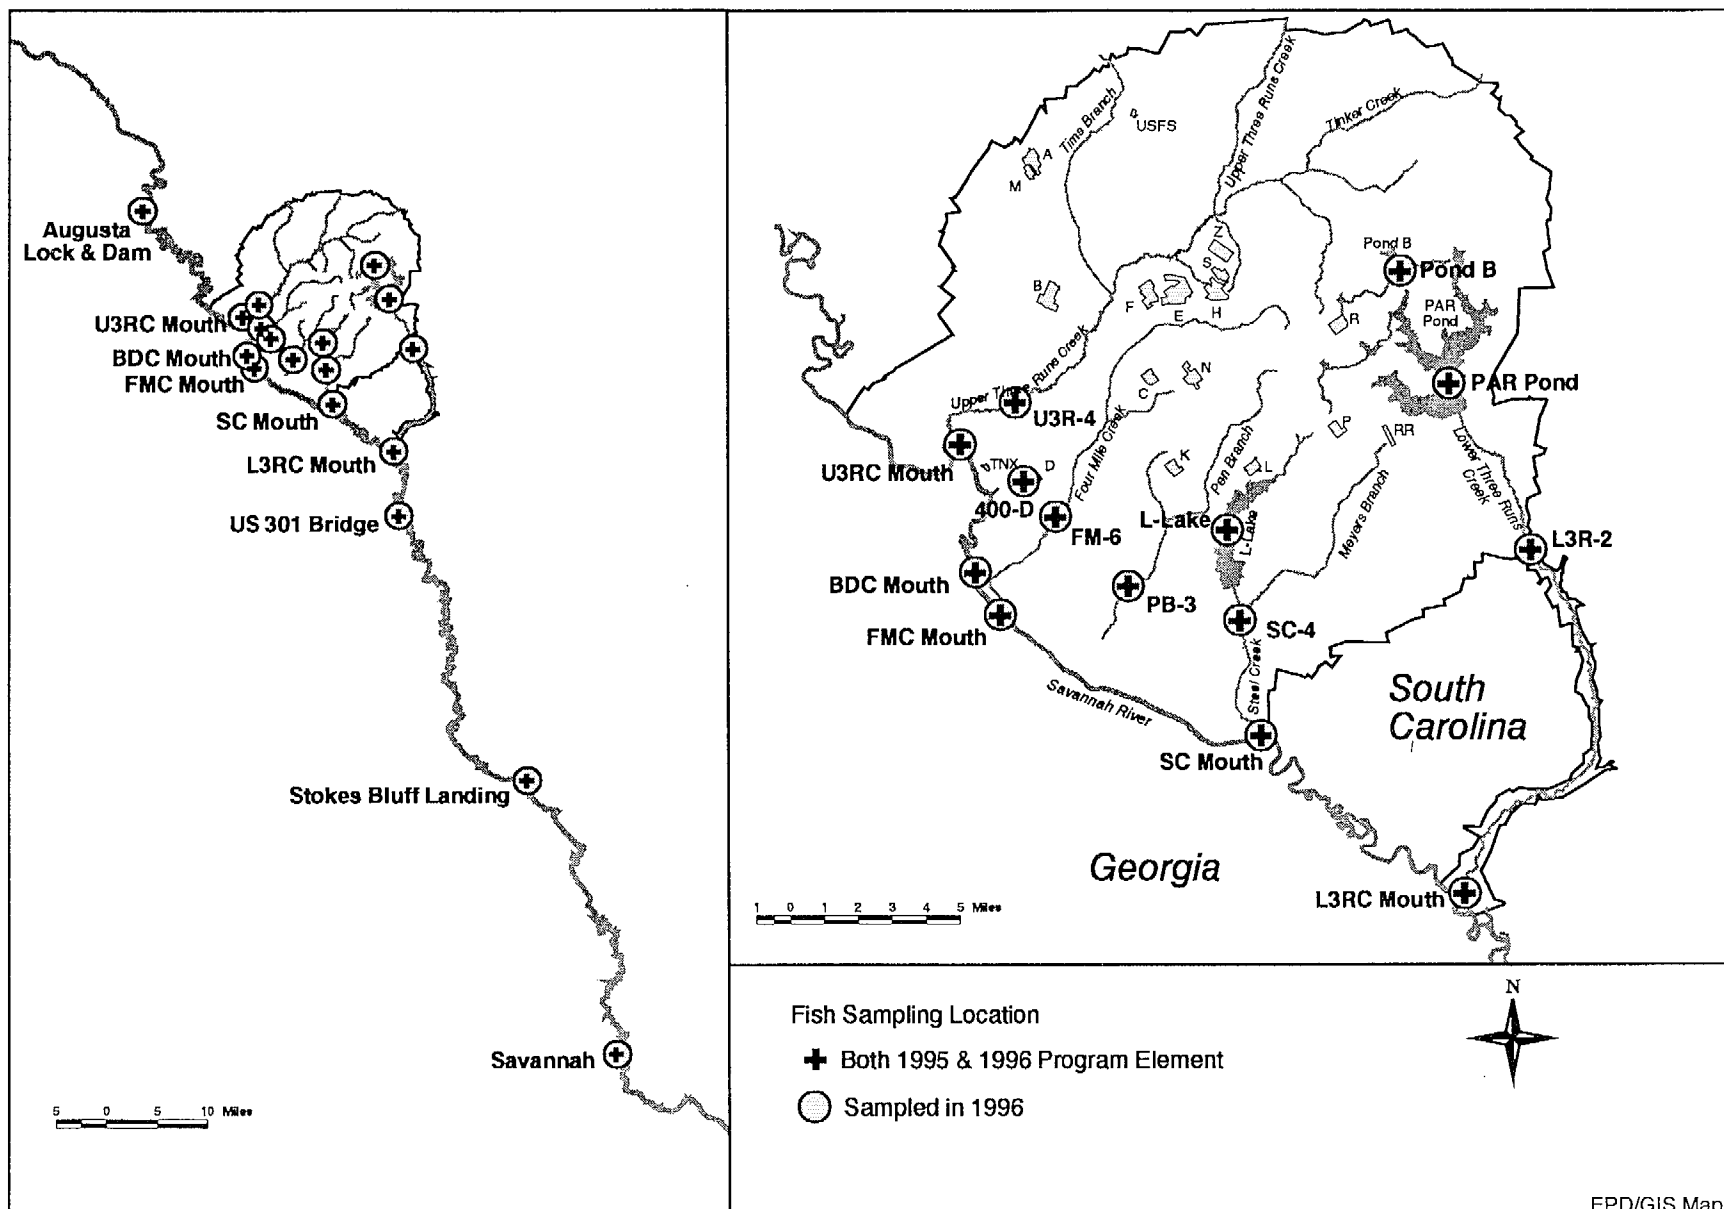 Augusta
Lock & Dam
U3RC Mouth
BDC Mouth
FMC Mouth
SC Mouth
L3RC Mouth
US 301 Bridge
Stokes Bluff Landing
Savannah
5 0 5 10 Miles
Upper Three Runs Creek
Tinker Creek
Tims Branch
USFS
A
M
Z
S
B
F
E
H
Pond B
Pond B
R
PAR
Pond
PAR Pond
Upper Three Runs Creek
U3R-4
U3RC Mouth
TNX
D
400-D
Four Mile Creek
FM-6
C
N
K
Pen Branch
L
P
RR
Lower Three Runs
Creek
L-Lake
L-Lake
Meyers Branch
L3R-2
BDC Mouth
FMC Mouth
PB-3
SC-4
Steel Creek
Savannah River
SC Mouth
South
Carolina
Georgia
L3RC Mouth
1 0 1 2 3 4 5 Miles
Fish Sampling Location
Both 1995 & 1996 Program Element
Sampled in 1996
N
EPD/GIS Map